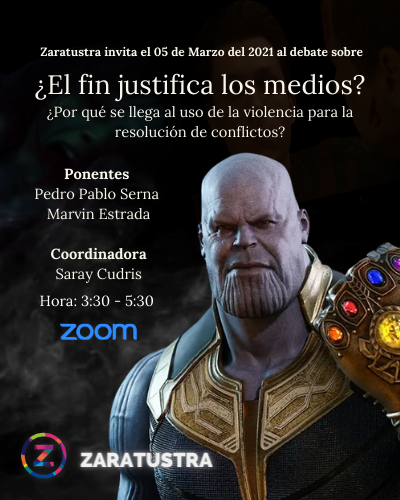 Zaratustra invita el 05 de Marzo del 2021 al debate sobre
¿El fin justifica los medios?
¿Por qué se llega al uso de la violencia para la
resolución de conflictos?
Ponentes
Pedro Pablo Serna
Marvin Estrada
Coordinadora
Saray Cudris
Hora: 3:30 - 5:30
zoom
Z
ZARATUSTRA